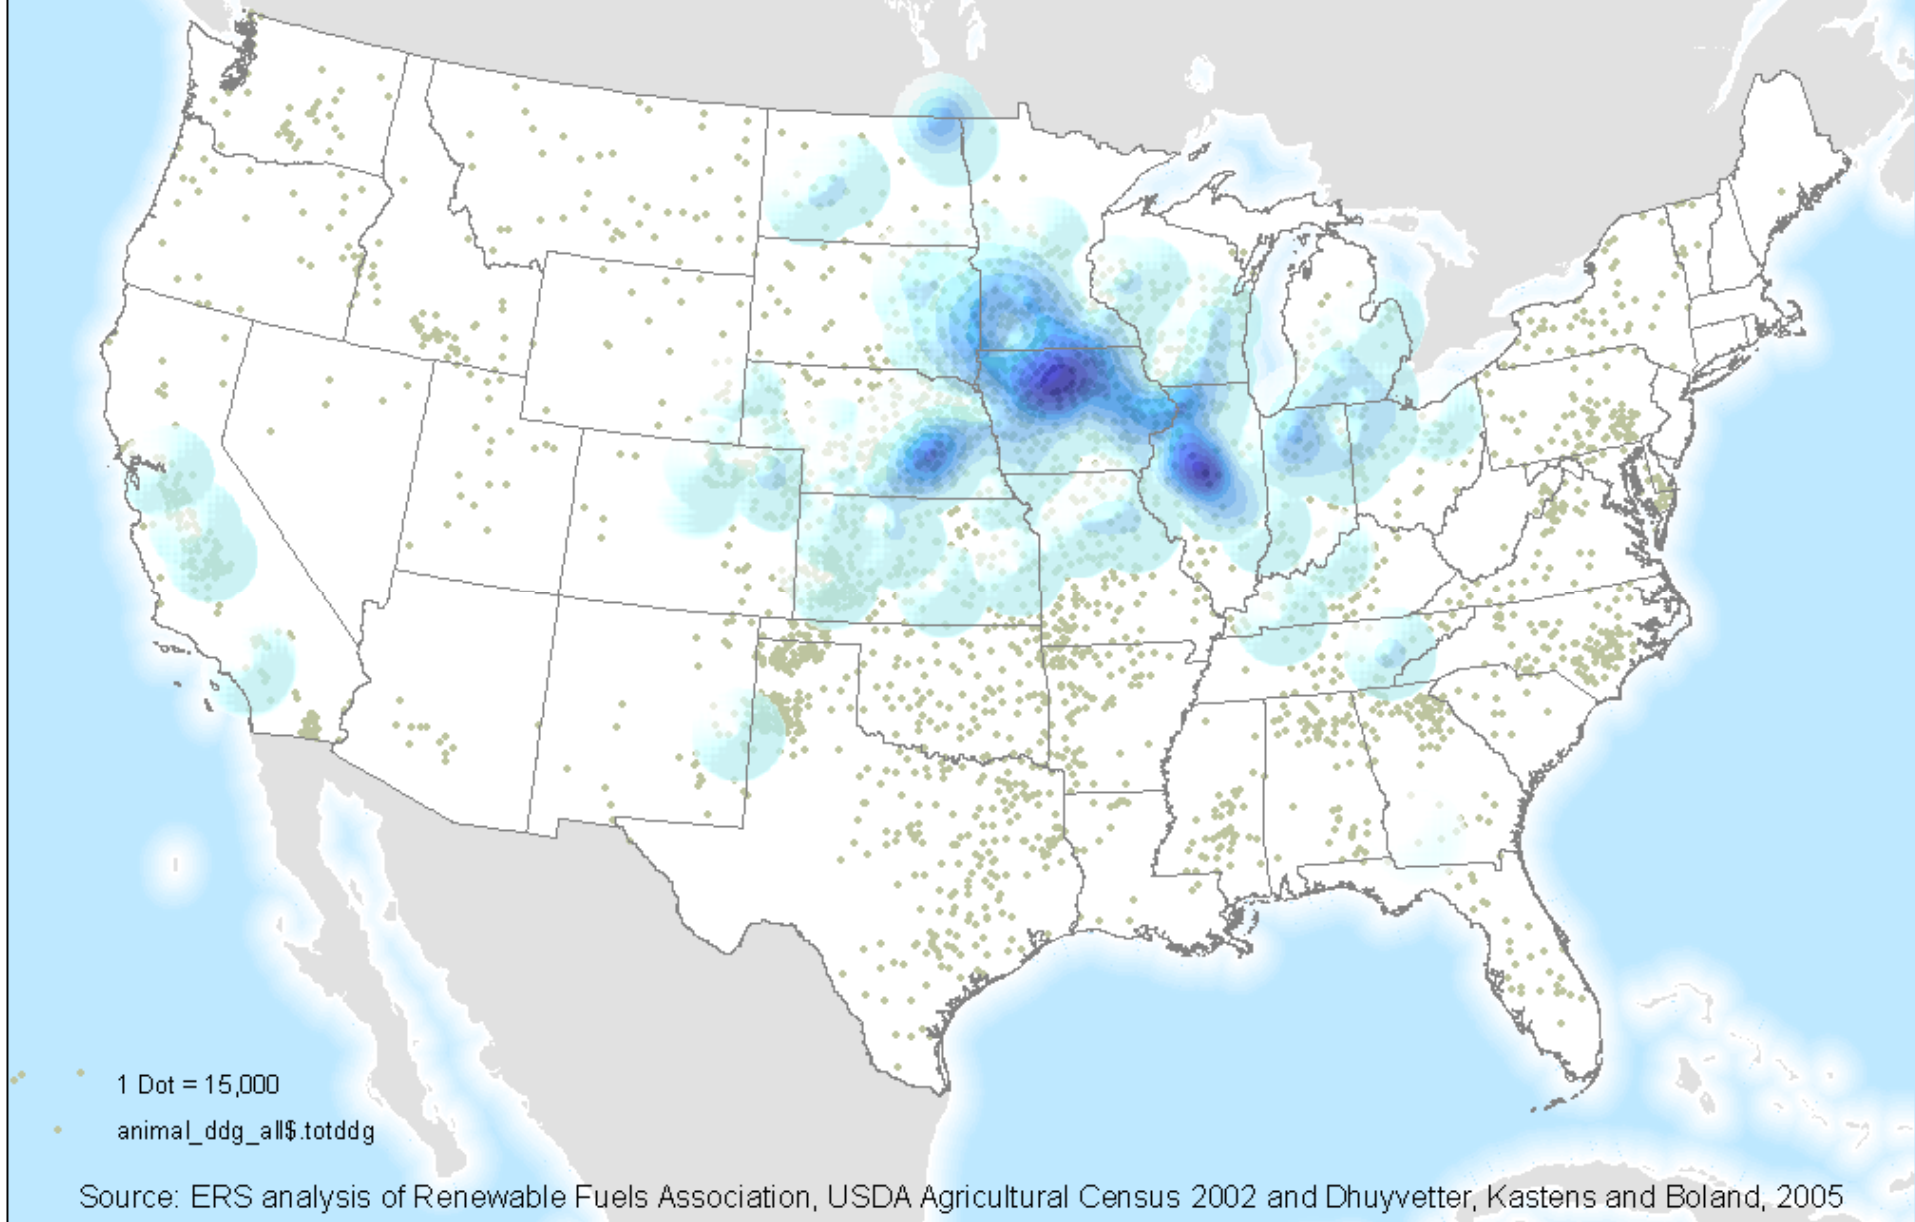 1 Dot = 15,000
animal_ddg_all$.totddg
Source: ERS analysis of Renewable Fuels Association, USDA Agricultural Census 2002 and Dhuyvetter, Kastens and Boland, 2005